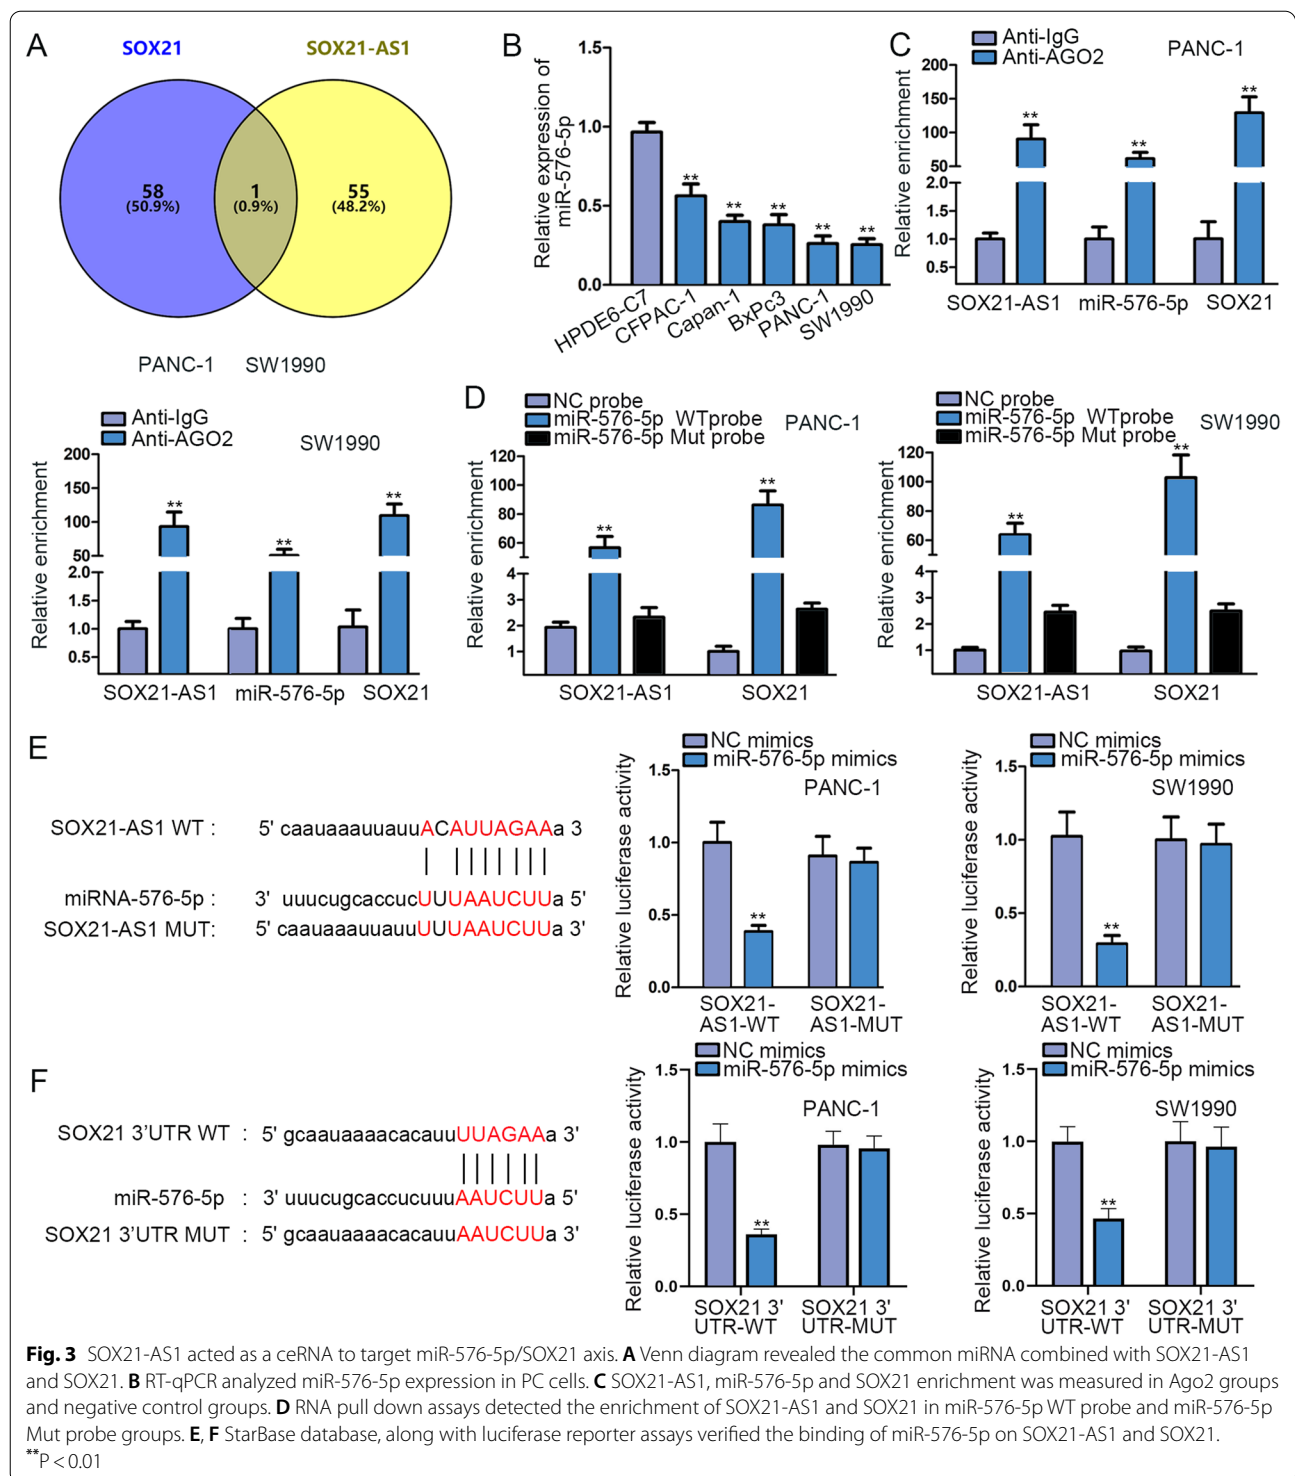 A
SOX21
SOX21-AS1
58
(50.9%)
1
(0.9%)
55
(48.2%)
PANC-1
SW1990
B
Relative expression of
miR-576-5p
1.5
1.0
0.5
0.0
**
**
**
**
**
HPDE6-C7
CFPAC-1
Capan-1
BxPc3
PANC-1
SW1990
C
Anti-IgG
Anti-AGO2
PANC-1
Relative enrichment
200
150
100
50
2.0
1.5
1.0
0.5
**
**
**
SOX21-AS1
miR-576-5p
SOX21
Anti-IgG
Anti-AGO2
SW1990
Relative enrichment
200
150
100
50
2.0
1.5
1.0
0.5
**
**
**
SOX21-AS1
miR-576-5p
SOX21
D
NC probe
miR-576-5p WTprobe
miR-576-5p Mut probe
PANC-1
Relative enrichment
120
100
80
60
4
3
2
1
**
**
SOX21-AS1
SOX21
NC probe
miR-576-5p WTprobe
miR-576-5p Mut probe
SW1990
Relative enrichment
120
100
80
60
4
3
2
1
**
**
SOX21-AS1
SOX21
E
SOX21-AS1 WT : 5' caauaaauuauuACAUUAGAAa 3
miRNA-576-5p : 3' uuucugcaccucUUUAAUCUUa 5'
SOX21-AS1 MUT: 5' caauaaauuauuUUUAAUCUUa 3'
NC mimics
miR-576-5p mimics
PANC-1
Relative luciferase activity
1.5
1.0
0.5
0.0
**
SOX21-
AS1-WT
SOX21-
AS1-MUT
NC mimics
miR-576-5p mimics
SW1990
Relative luciferase activity
1.5
1.0
0.5
0.0
**
SOX21-
AS1-WT
SOX21-
AS1-MUT
F
SOX21 3’UTR WT : 5' gcaauaaaacacauuUUAGAAa 3'
miR-576-5p : 3' uuucugcaccucuuuAAUCUUa 5'
SOX21 3’UTR MUT : 5' gcaauaaaacacauuAAUCUUa 3'
NC mimics
miR-576-5p mimics
PANC-1
Relative luciferase activity
1.5
1.0
0.5
0.0
**
SOX21 3'
UTR-WT
SOX21 3'
UTR-MUT
NC mimics
miR-576-5p mimics
SW1990
Relative luciferase activity
1.5
1.0
0.5
0.0
**
SOX21 3'
UTR-WT
SOX21 3'
UTR-MUT
Fig. 3 SOX21-AS1 acted as a ceRNA to target miR-576-5p/SOX21 axis. A Venn diagram revealed the common miRNA combined with SOX21-AS1
and SOX21. B RT-qPCR analyzed miR-576-5p expression in PC cells. C SOX21-AS1, miR-576-5p and SOX21 enrichment was measured in Ago2 groups
and negative control groups. D RNA pull down assays detected the enrichment of SOX21-AS1 and SOX21 in miR-576-5p WT probe and miR-576-5p
Mut probe groups. E, F StarBase database, along with luciferase reporter assays verified the binding of miR-576-5p on SOX21-AS1 and SOX21.
**P < 0.01